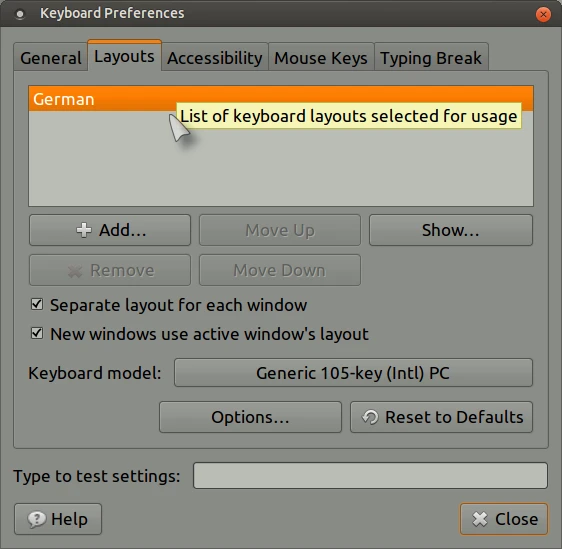 Keyboard Preferences
General Layouts Accessibility Mouse Keys Typing Break
German
List of keyboard layouts selected for usage
Add... Move Up Show...
Remove Move Down
Separate layout for each window
New windows use active window's layout
Keyboard model: Generic 105-key (Intl) PC
Options... Reset to Defaults
Type to test settings:
Help Close